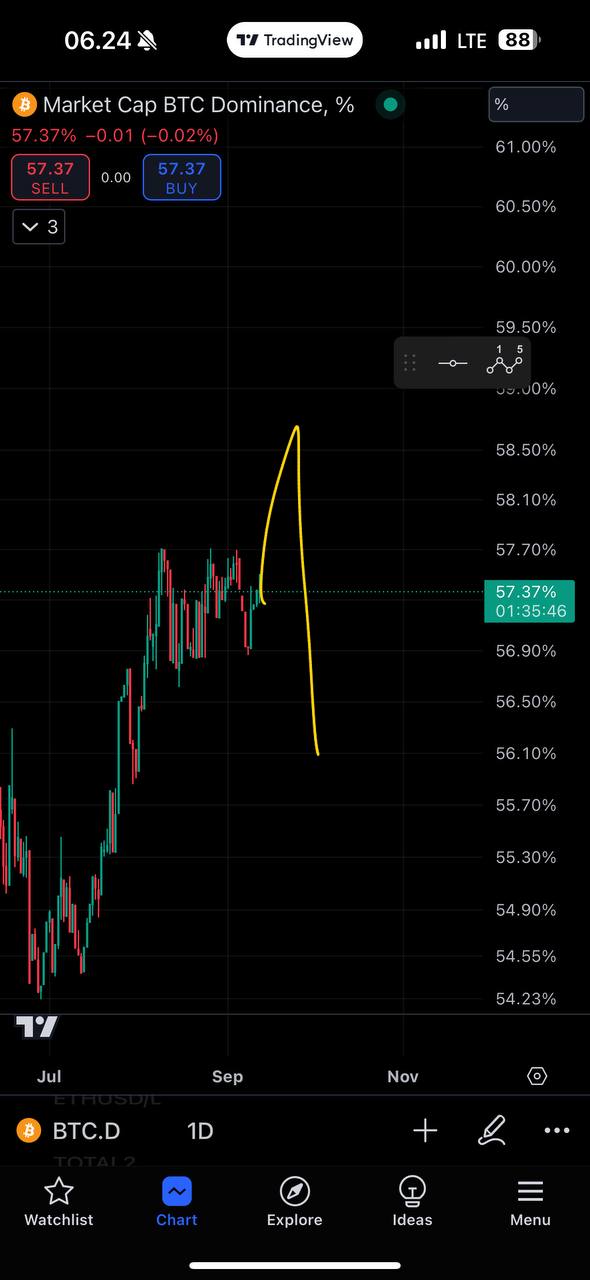 06.24 TradingView LTE 88
Market Cap BTC Dominance, %
%
57.37% −0.01 (−0.02%)
57.37 SELL 0.00 57.37 BUY
3
61.00%
60.50%
60.00%
59.50%
1 5
59.00%
58.50%
58.10%
57.70%
57.37%
01:35:46
56.90%
56.50%
56.10%
55.70%
55.30%
54.90%
54.55%
54.23%
Jul Sep Nov
ETHUSD/L
BTC.D 1D
TOTAL2
Watchlist Chart Explore Ideas Menu